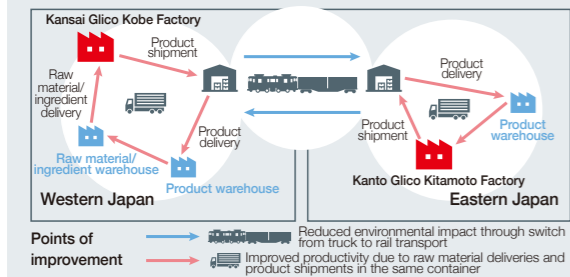 Kansai Glico Kobe Factory
Product
shipment
Raw
material/
ingredient
delivery
Product
delivery
Raw material/
ingredient warehouse
Product warehouse
Western Japan
Product
delivery
Product
warehouse
Product
shipment
Kanto Glico Kitamoto Factory
Eastern Japan
Points of
improvement
Reduced environmental impact through switch
from truck to rail transport
Improved productivity due to raw material deliveries and
product shipments in the same container